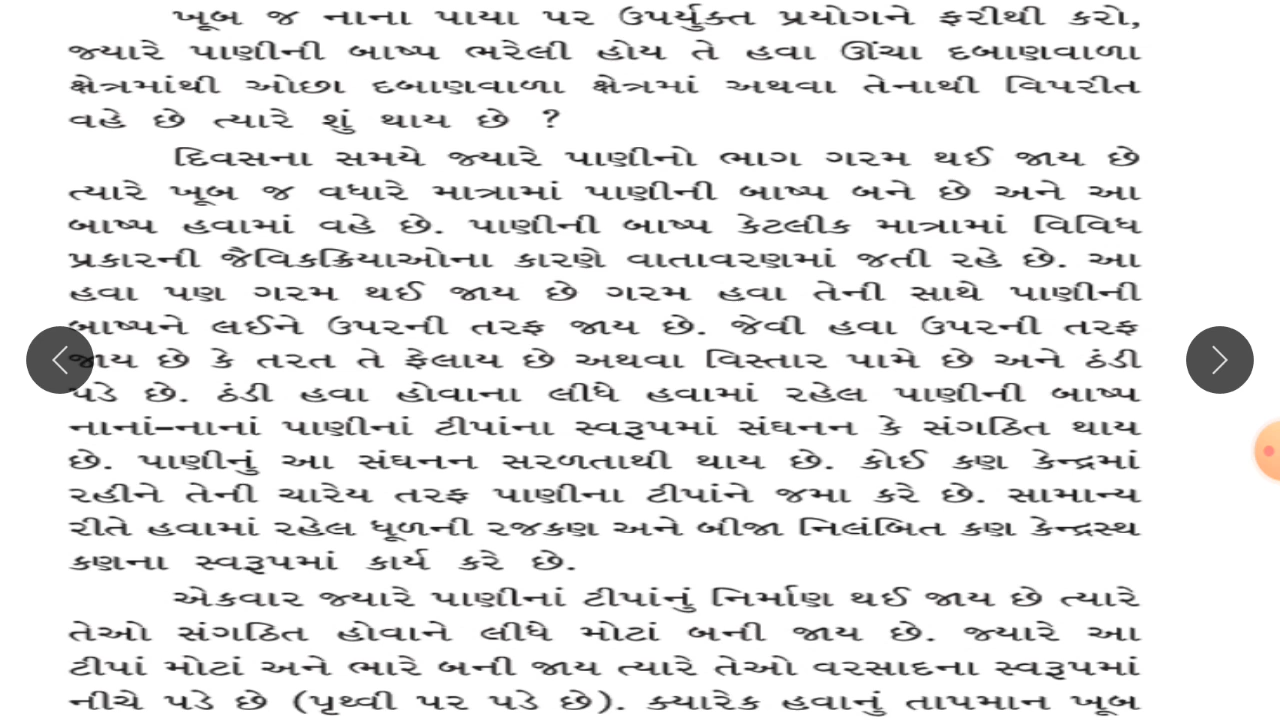 ખૂબ જ નાના પાયા પર ઉપર્યુક્ત પ્રયોગને ફરીથી કરો,
જ્યારે પાણીની બાષ્પ ભરેલી હોય તે હવા ઊંચા દબાણવાળા
ક્ષેત્રમાંથી ઓછા દબાણવાળા ક્ષેત્રમાં અથવા તેનાથી વિપરીત
વહે છે ત્યારે શું થાય છે ?
દિવસના સમયે જ્યારે પાણીનો ભાગ ગરમ થઈ જાય છે
ત્યારે ખૂબ જ વધારે માત્રામાં પાણીની બાષ્પ બને છે અને આ
બાષ્પ હવામાં વહે છે. પાણીની બાષ્પ કેટલીક માત્રામાં વિવિધ
પ્રકારની જૈવિકક્રિયાઓના કારણે વાતાવરણમાં જતી રહે છે. આ
હવા પણ ગરમ થઈ જાય છે ગરમ હવા તેની સાથે પાણીની
બાષ્પને લઈને ઉપરની તરફ જાય છે. જેવી હવા ઉપરની તરફ
જાય છે કે તરત તે ફેલાય છે અથવા વિસ્તાર પામે છે અને ઠંડી
પડે છે. ઠંડી હવા હોવાના લીધે હવામાં રહેલ પાણીની બાષ્પ
નાનાં-નાનાં પાણીનાં ટીપાંના સ્વરૂપમાં સંઘનન કે સંગઠિત થાય
છે. પાણીનું આ સંઘનન સરળતાથી થાય છે. કોઈ કણ કેન્દ્રમાં
રહીને તેની ચારેય તરફ પાણીના ટીપાંને જમા કરે છે. સામાન્ય
રીતે હવામાં રહેલ ધૂળની રજકણ અને બીજા નિલંબિત કણ કેન્દ્રસ્થ
કણના સ્વરૂપમાં કાર્ય કરે છે.
એકવાર જ્યારે પાણીનાં ટીપાંનું નિર્માણ થઈ જાય છે ત્યારે
તેઓ સંગઠિત હોવાને લીધે મોટાં બની જાય છે. જ્યારે આ
ટીપાં મોટાં અને ભારે બની જાય ત્યારે તેઓ વરસાદના સ્વરૂપમાં
નીચે પડે છે (પૃથ્વી પર પડે છે). ક્યારેક હવાનું તાપમાન ખૂબ